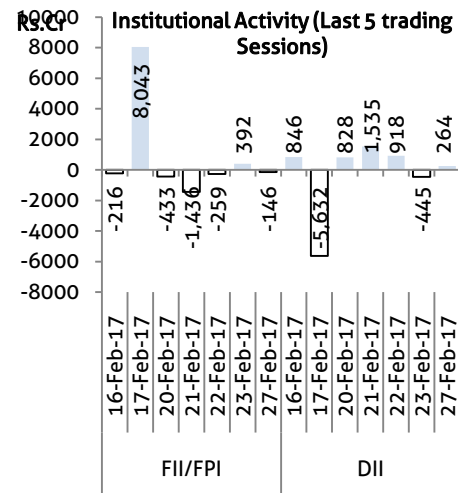 Rs.Cr
Institutional Activity (Last 5 trading
Sessions)
10000
8000
6000
4000
2000
0
-2000
-4000
-6000
-8000
-216
8,043
-433
-1,436
-259
392
-146
846
-5,632
828
1,535
918
-445
264
16-Feb-17
17-Feb-17
20-Feb-17
21-Feb-17
22-Feb-17
23-Feb-17
27-Feb-17
16-Feb-17
17-Feb-17
20-Feb-17
21-Feb-17
22-Feb-17
23-Feb-17
27-Feb-17
FII/FPI
DII